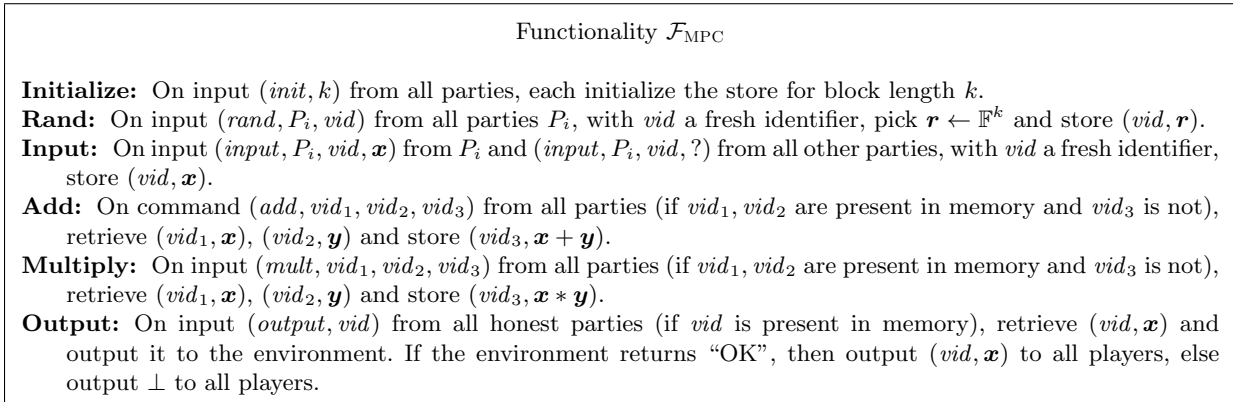 Functionality F_MPC
Initialize: On input (init, k) from all parties, each initialize the store for block length k.
Rand: On input (rand, P_i, vid) from all parties P_i, with vid a fresh identifier, pick r ← 𝔽^k and store (vid, r).
Input: On input (input, P_i, vid, x) from P_i and (input, P_i, vid, ?) from all other parties, with vid a fresh identifier,
store (vid, x).
Add: On command (add, vid_1, vid_2, vid_3) from all parties (if vid_1, vid_2 are present in memory and vid_3 is not),
retrieve (vid_1, x), (vid_2, y) and store (vid_3, x + y).
Multiply: On input (mult, vid_1, vid_2, vid_3) from all parties (if vid_1, vid_2 are present in memory and vid_3 is not),
retrieve (vid_1, x), (vid_2, y) and store (vid_3, x ∗ y).
Output: On input (output, vid) from all honest parties (if vid is present in memory), retrieve (vid, x) and
output it to the environment. If the environment returns “OK”, then output (vid, x) to all players, else
output ⊥ to all players.